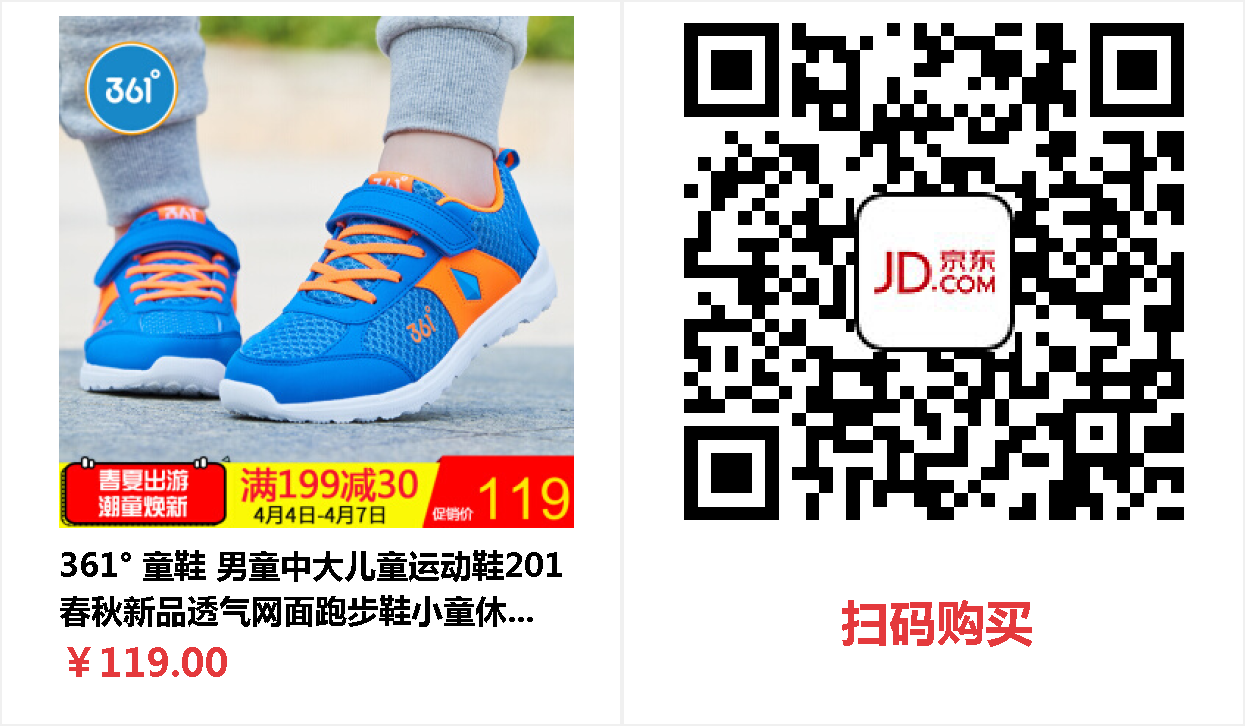 361°
361°
361
361°
春夏出游
潮童焕新
满199减30
4月4日-4月7日
促销价 119
361° 童鞋 男童中大儿童运动鞋201
春秋新品透气网面跑步鞋小童休...
￥119.00
JD.COM 京东
扫码购买